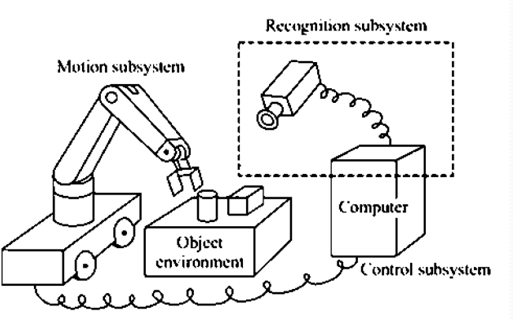 Recognition subsystem
Motion subsystem
Computer
Object
environment
Control subsystem